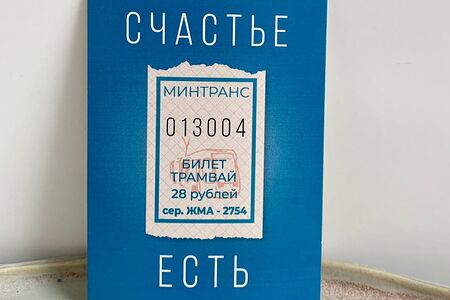 СЧАСТЬЕ
МИНТРАНС
013004
БИЛЕТ
ТРАМВАЙ
28 рублей
сер. ЖМА - 2754
ЕСТЬ